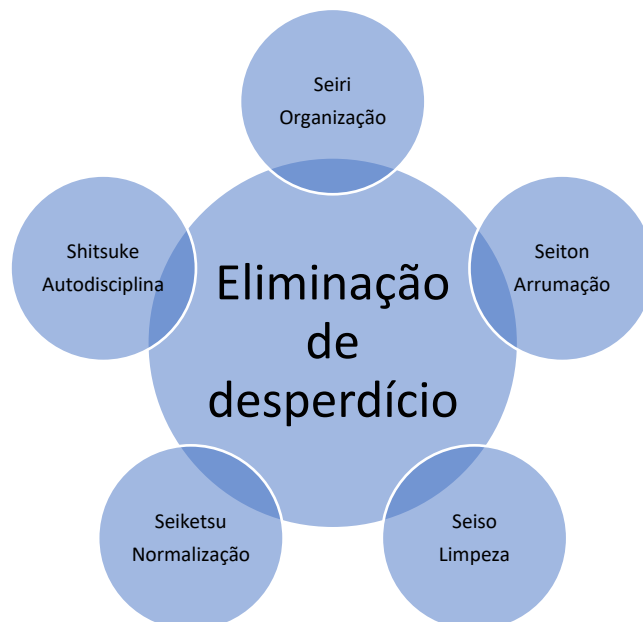 Seiri
Organização
Shitsuke
Autodisciplina
Eliminação
de
desperdício
Seiton
Arrumação
Seiketsu
Normalização
Seiso
Limpeza